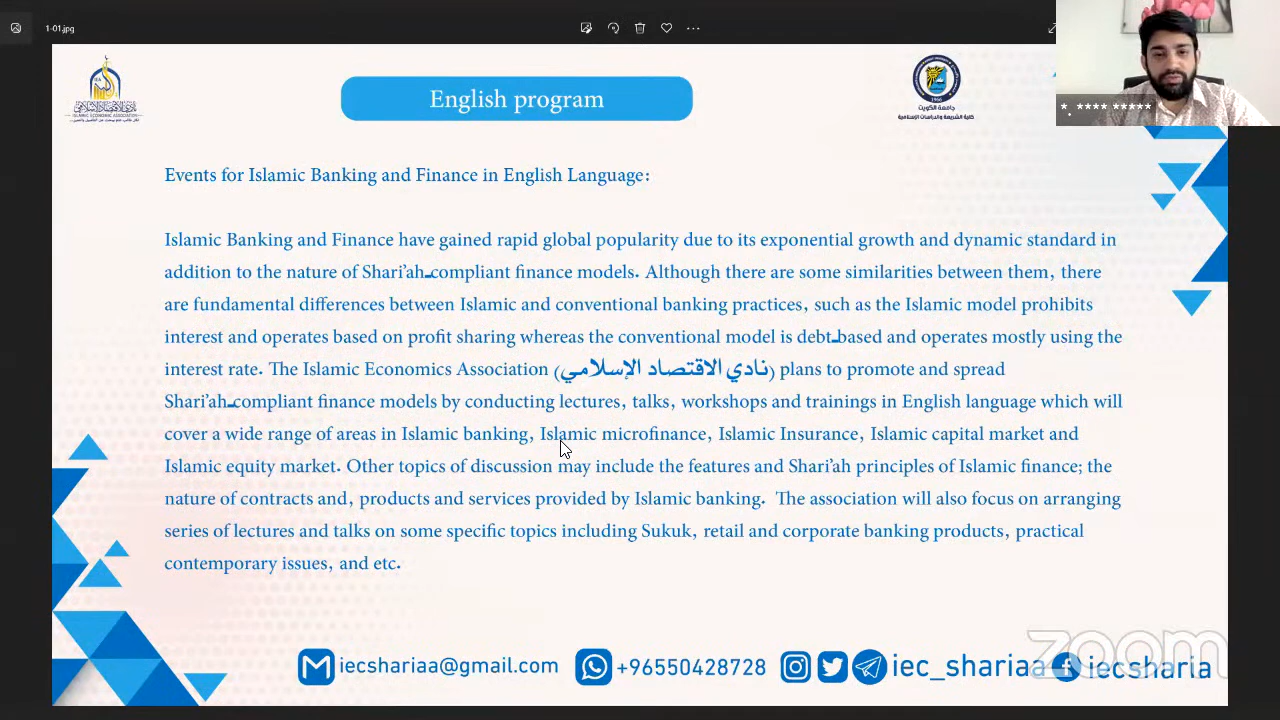 1-01.jpg
ISLAMIC ECONOMIC ASSOCIATION
English program
1966
جامعة الكويت
كلية الشريعة والدراسات الإسلامية
*. **** *****
Events for Islamic Banking and Finance in English Language:
Islamic Banking and Finance have gained rapid global popularity due to its exponential growth and dynamic standard in
addition to the nature of Shari'ah-compliant finance models. Although there are some similarities between them, there
are fundamental differences between Islamic and conventional banking practices, such as the Islamic model prohibits
interest and operates based on profit sharing whereas the conventional model is debt-based and operates mostly using the
interest rate. The Islamic Economics Association (نادي الاقتصاد الإسلامي) plans to promote and spread
Shari'ah-compliant finance models by conducting lectures, talks, workshops and trainings in English language which will
cover a wide range of areas in Islamic banking, Islamic microfinance, Islamic Insurance, Islamic capital market and
Islamic equity market. Other topics of discussion may include the features and Shari'ah principles of Islamic finance; the
nature of contracts and, products and services provided by Islamic banking. The association will also focus on arranging
series of lectures and talks on some specific topics including Sukuk, retail and corporate banking products, practical
contemporary issues, and etc.
zoom
iecshariaa@gmail.com +96550428728 iec_shariaa iecsharia